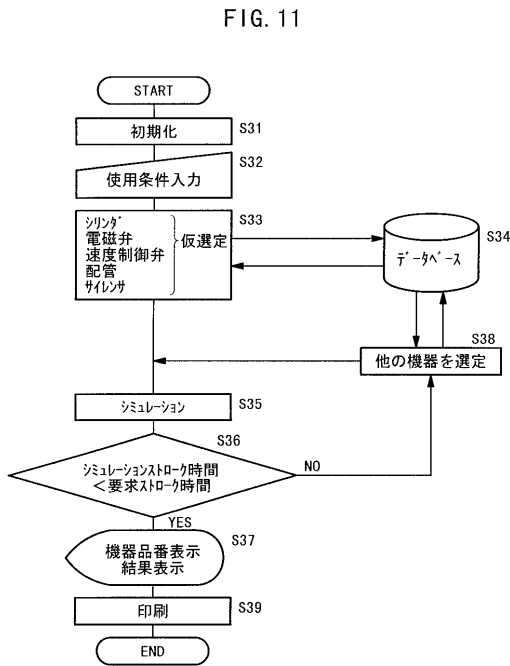 FIG. 11
START
初期化
S31
使用条件入力
S32
ｼﾘﾝﾀﾞ
電磁弁
速度制御弁
配管
ｻｲﾚﾝｻ
仮選定
S33
ﾃﾞｰﾀﾍﾞｰｽ
S34
他の機器を選定
S38
ｼﾐｭﾚｰｼｮﾝ
S35
S36
ｼﾐｭﾚｰｼｮﾝｽﾄﾛｰｸ時間
＜要求ｽﾄﾛｰｸ時間
NO
YES
機器品番表示
結果表示
S37
印刷
S39
END